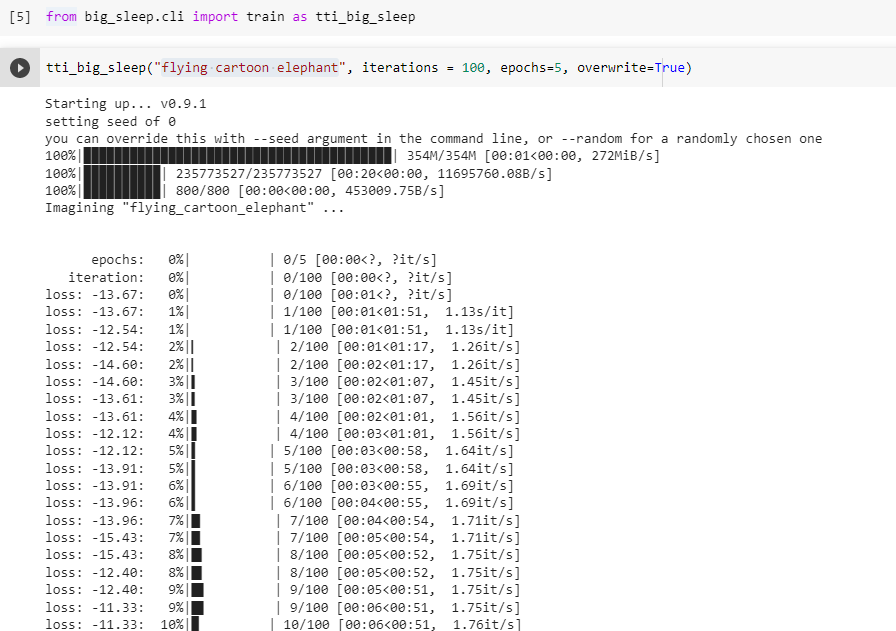 [5] from big_sleep.cli import train as tti_big_sleep
tti_big_sleep("flying cartoon elephant", iterations = 100, epochs=5, overwrite=True)
Starting up... v0.9.1
setting seed of 0
you can override this with --seed argument in the command line, or --random for a randomly chosen one
100%|████████████████████████████████████████| 354M/354M [00:01<00:00, 272MiB/s]
100%|██████████| 235773527/235773527 [00:20<00:00, 11695760.08B/s]
100%|██████████| 800/800 [00:00<00:00, 453009.75B/s]
Imagining "flying_cartoon_elephant" ...
epochs:   0%|          | 0/5 [00:00<?, ?it/s]
iteration:   0%|          | 0/100 [00:00<?, ?it/s]
loss: -13.67:   0%|          | 0/100 [00:01<?, ?it/s]
loss: -13.67:   1%|          | 1/100 [00:01<01:51,  1.13s/it]
loss: -12.54:   1%|          | 1/100 [00:01<01:51,  1.13s/it]
loss: -12.54:   2%|▏         | 2/100 [00:01<01:17,  1.26it/s]
loss: -14.60:   2%|▏         | 2/100 [00:02<01:17,  1.26it/s]
loss: -14.60:   3%|▎         | 3/100 [00:02<01:07,  1.45it/s]
loss: -13.61:   3%|▎         | 3/100 [00:02<01:07,  1.45it/s]
loss: -13.61:   4%|▍         | 4/100 [00:02<01:01,  1.56it/s]
loss: -12.12:   4%|▍         | 4/100 [00:03<01:01,  1.56it/s]
loss: -12.12:   5%|▌         | 5/100 [00:03<00:58,  1.64it/s]
loss: -13.91:   5%|▌         | 5/100 [00:03<00:58,  1.64it/s]
loss: -13.91:   6%|▌         | 6/100 [00:03<00:55,  1.69it/s]
loss: -13.96:   6%|▌         | 6/100 [00:04<00:55,  1.69it/s]
loss: -13.96:   7%|▋         | 7/100 [00:04<00:54,  1.71it/s]
loss: -15.43:   7%|▋         | 7/100 [00:05<00:54,  1.71it/s]
loss: -15.43:   8%|▊         | 8/100 [00:05<00:52,  1.75it/s]
loss: -12.40:   8%|▊         | 8/100 [00:05<00:52,  1.75it/s]
loss: -12.40:   9%|▉         | 9/100 [00:05<00:51,  1.75it/s]
loss: -11.33:   9%|▉         | 9/100 [00:06<00:51,  1.75it/s]
loss: -11.33:  10%|█         | 10/100 [00:06<00:51,  1.76it/s]